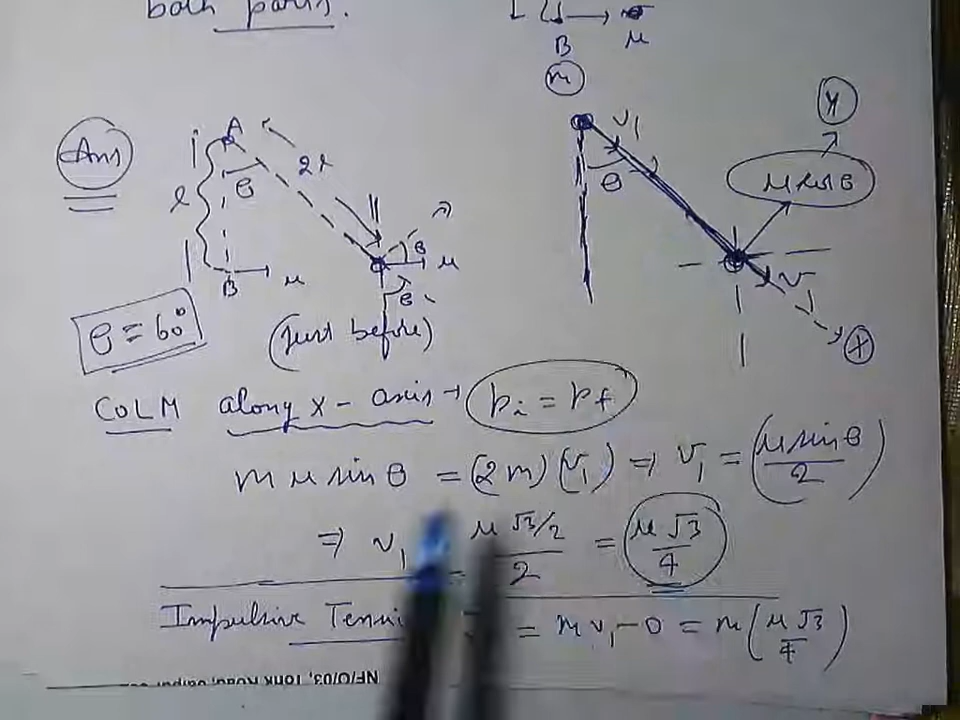 both parts.
B
u
m
Ans
A
l
θ
2l
B
u
θ
u
θ
θ = 60°
(Just before)
v₁
θ
u cos θ
Y
v₁
X
CoLM along X-axis → pᵢ = pf
m u sin θ = (2m)(v₁) ⇒ v₁ = (u sin θ / 2)
⇒ v₁ = (u √3/2) / 2 = u√3 / 4
Impulsive = m v₁ - 0 = m (u√3 / 4)